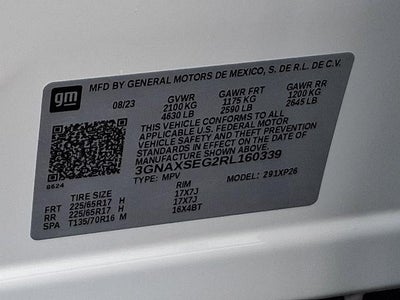 gm
MFD BY GENERAL MOTORS DE MEXICO, S. DE R.L. DE C.V.
08/23 GVWR GAWR FRT GAWR RR
2100 KG 1175 KG 1200 KG
4630 LB 2590 LB 2645 LB
THIS VEHICLE CONFORMS TO ALL
APPLICABLE U.S. FEDERAL MOTOR
VEHICLE SAFETY AND THEFT PREVENTION
STANDARDS IN EFFECT ON THE DATE OF
MANUFACTURE SHOWN ABOVE.
3GNAXSEG2RL160339
TYPE: MPV MODEL: 291XP26
8624
TIRE SIZE RIM
FRT 225/65R17 H 17X7J
RR 225/65R17 H 17X7J
SPA T135/70R16 M 16X4BT